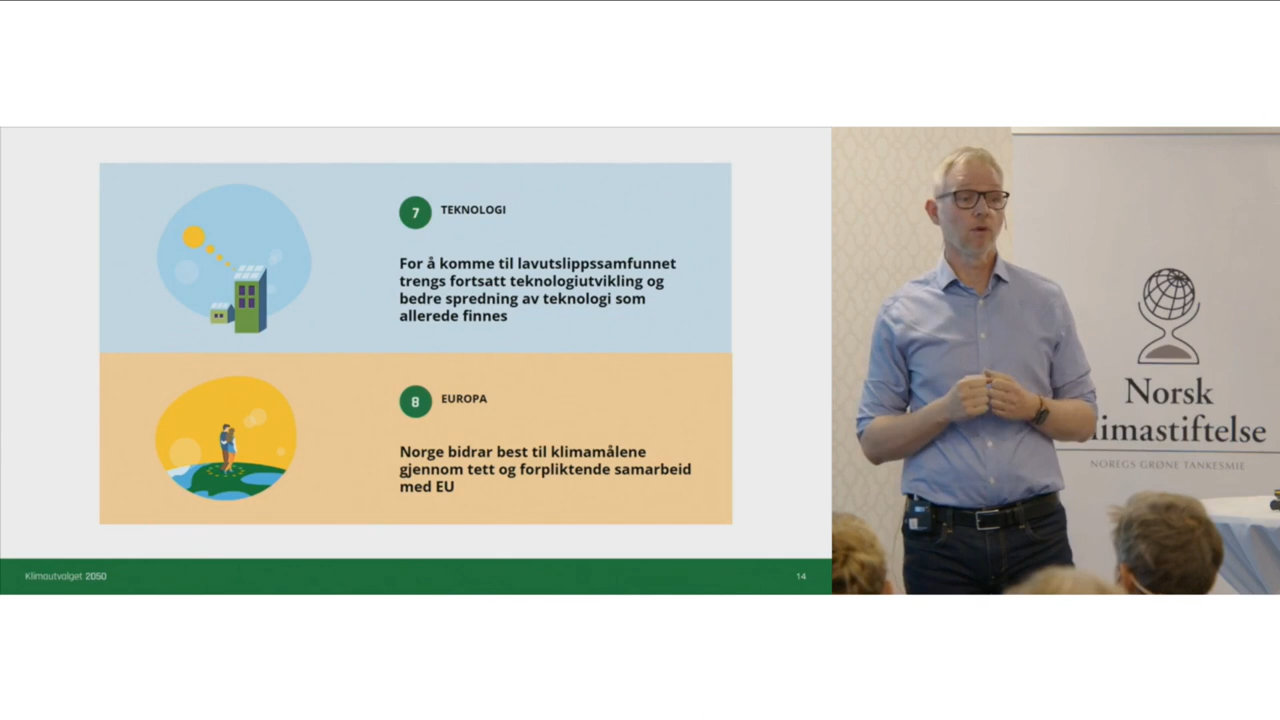 7 TEKNOLOGI
For å komme til lavutslippssamfunnet
trengs fortsatt teknologiutvikling og
bedre spredning av teknologi som
allerede finnes
8 EUROPA
Norge bidrar best til klimamålene
gjennom tett og forpliktende samarbeid
med EU
Klimautvalget 2050
14
Norsk
limastiftelse
NOREGS GRØNE TANKESMIE